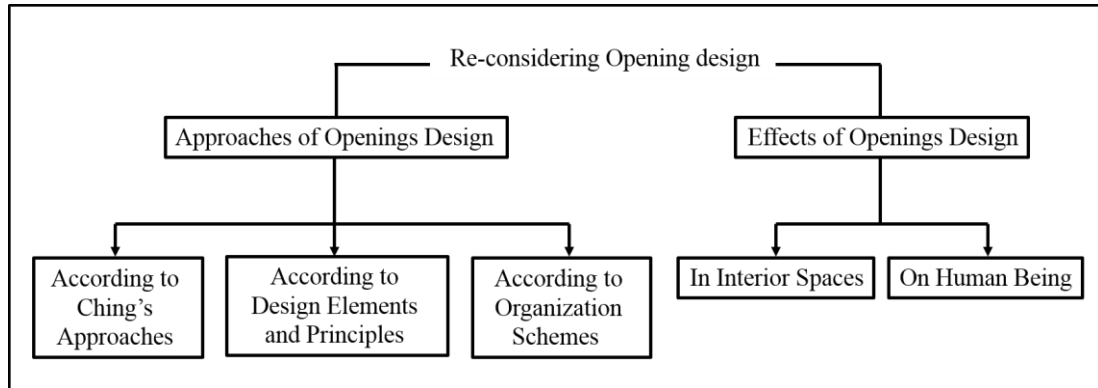 Re-considering Opening design
Approaches of Openings Design
Effects of Openings Design
According to
Ching’s
Approaches
According to
Design Elements
and Principles
According to
Organization
Schemes
In Interior Spaces
On Human Being